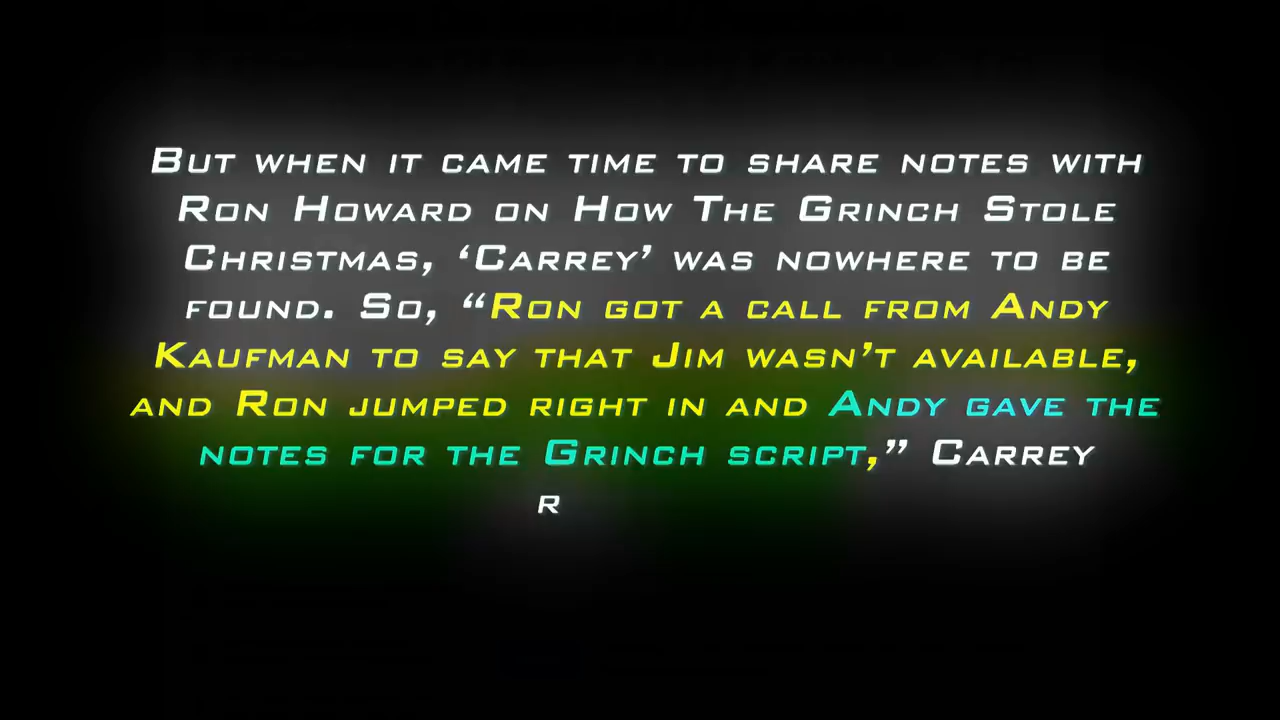 But when it came time to share notes with
Ron Howard on How The Grinch Stole
Christmas, ‘Carrey’ was nowhere to be
found. So, “Ron got a call from Andy
Kaufman to say that Jim wasn’t available,
and Ron jumped right in and Andy gave the
notes for the Grinch script,” Carrey
r